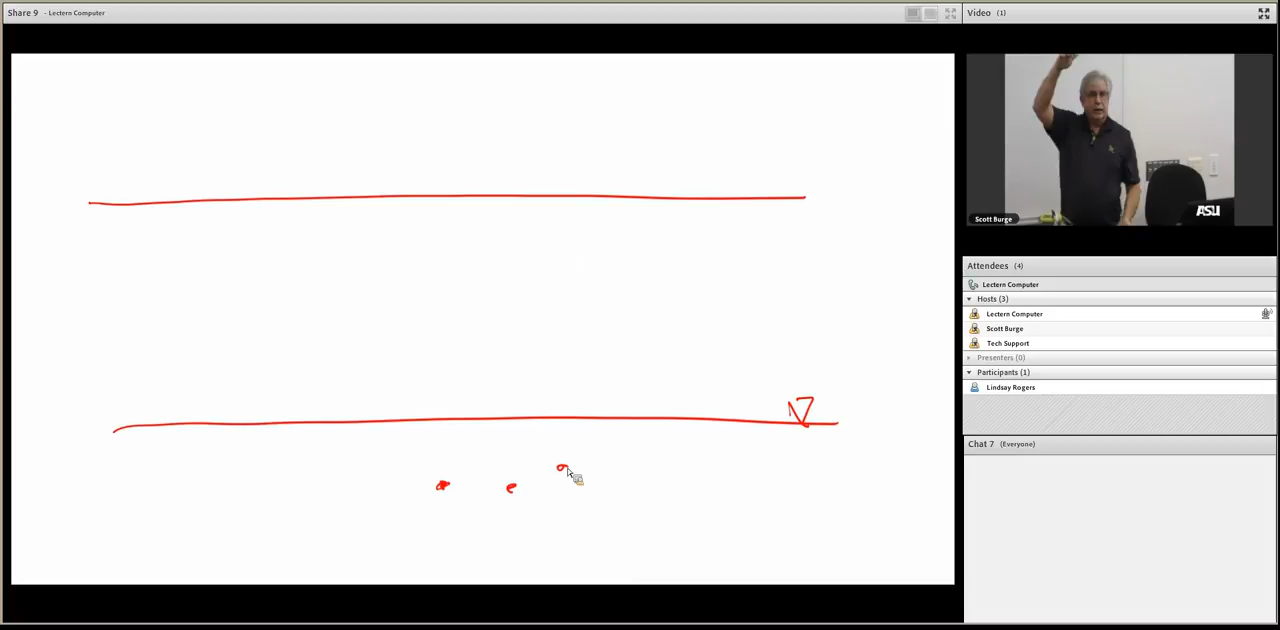 Share 9 - Lectern Computer
Video (1)
Scott Burge
ASU
Attendees (4)
Lectern Computer
Hosts (3)
Lectern Computer
Scott Burge
Tech Support
Presenters (0)
Participants (1)
Lindsay Rogers
Chat 7 (Everyone)